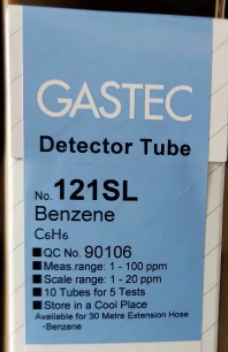 GASTEC
Detector Tube
No. 121SL
Benzene
C6H6
■QC No. 90106
■Meas.range: 1 - 100 ppm
■Scale range: 1 - 20 ppm
■10 Tubes for 5 Tests
■Store in a Cool Place
Available for 30 Metre Extension Hose
·Benzene